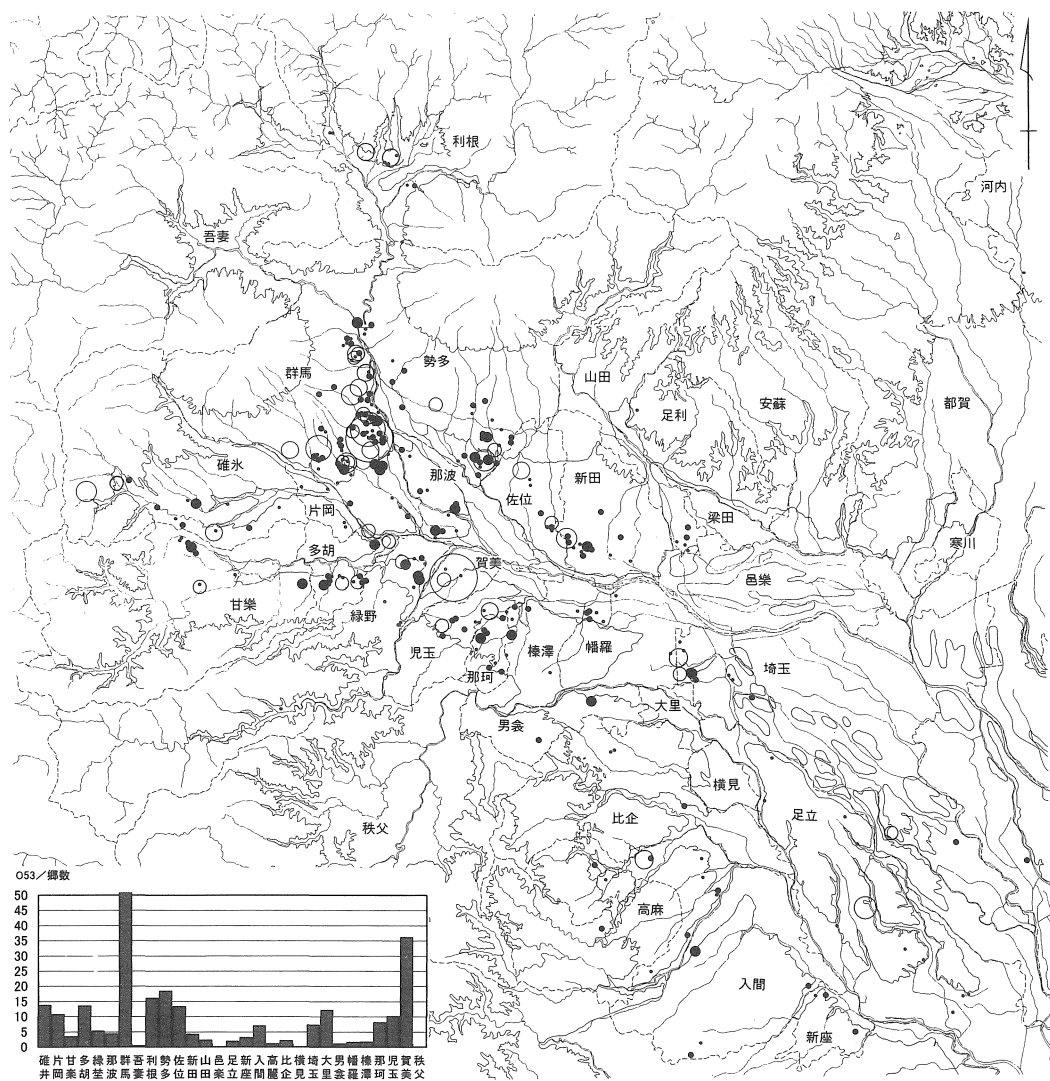 利根
河内
吾妻
勢多
群馬
山田
足利
安蘇
都賀
碓氷
那波
新田
佐位
片岡
梁田
寒川
多胡
賀美
邑樂
甘樂
緑野
児玉
榛澤
幡羅
那珂
埼玉
大里
男衾
横見
秩父
比企
足立
高麻
入間
新座
O53／郷数
50
45
40
35
30
25
20
15
10
5
0
碓井
片岡
甘楽
多胡
緑埜
那波
群馬
吾妻
利根
勢多
佐位
新田
山田
邑楽
足立
新座
入間
高麗
比企
横見
埼玉
大里
男衾
幡羅
榛澤
那珂
児玉
賀美
秩父